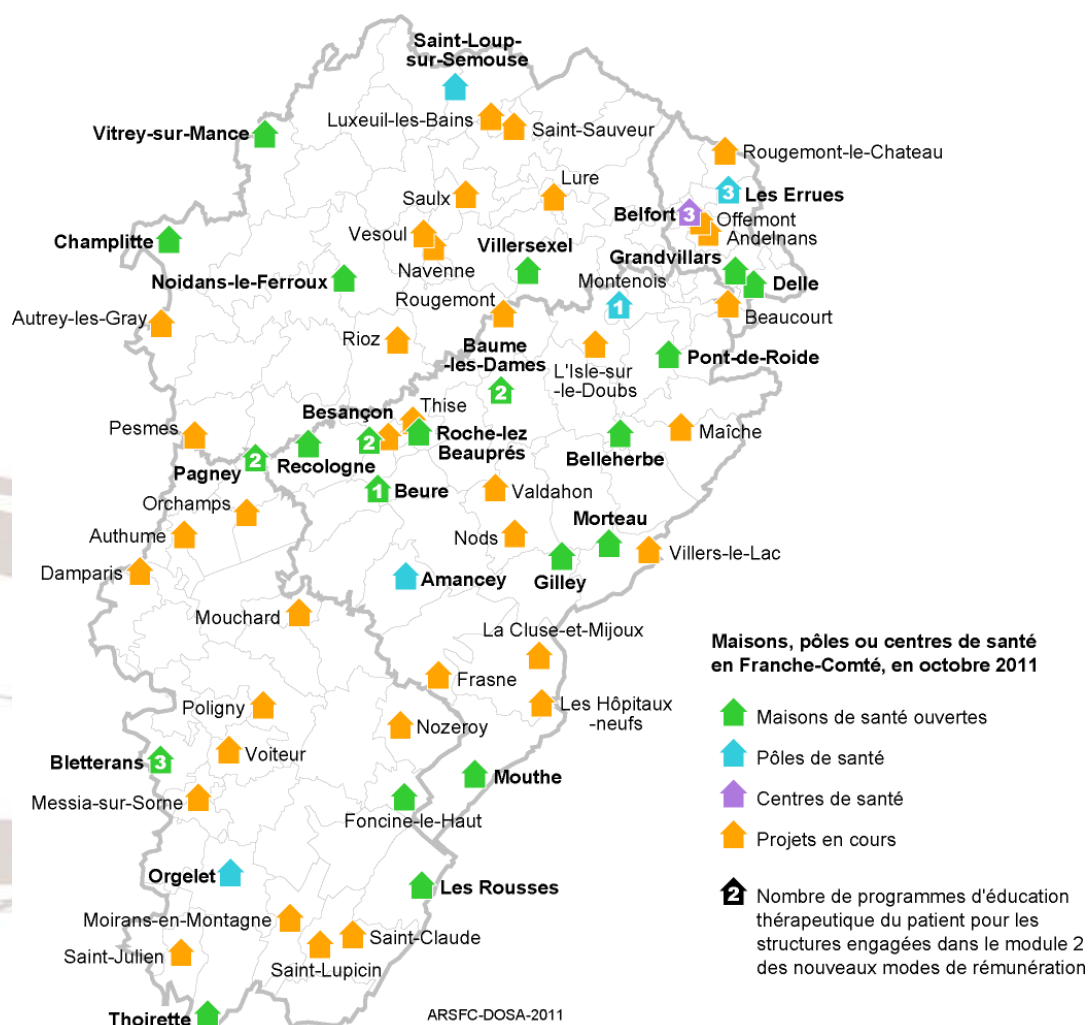 Saint-Loup-
sur-Semouse
Luxeuil-les-Bains
Saint-Sauveur
Vitrey-sur-Mance
Rougemont-le-Chateau
Lure
Saulx
3
Les Errues
Belfort
3
Offemont
Andelnans
Champlitte
Vesoul
Navenne
Villersexel
Grandvillars
Delle
Noidans-le-Ferroux
Montenois
1
Rougemont
Beaucourt
Autrey-les-Gray
Rioz
Baume
-les-Dames
2
L'Isle-sur
-le-Doubs
Pont-de-Roide
Besançon
2
Thise
Roche-lez
Beauprés
Pesmes
Maîche
Belleherbe
Pagney
2
Recologne
1
Beure
Valdahon
Orchamps
Authume
Nods
Morteau
Villers-le-Lac
Gilley
Damparis
Amancey
Mouchard
La Cluse-et-Mijoux
Frasne
Les Hôpitaux
-neufs
Poligny
Nozeroy
Voiteur
Bletterans
3
Mouthe
Messia-sur-Sorne
Foncine-le-Haut
Orgelet
Les Rousses
Moirans-en-Montagne
Saint-Claude
Saint-Julien
Saint-Lupicin
Thoirette
ARSFC-DOSA-2011
Maisons, pôles ou centres de santé
en Franche-Comté, en octobre 2011
Maisons de santé ouvertes
Pôles de santé
Centres de santé
Projets en cours
2
Nombre de programmes d'éducation
thérapeutique du patient pour les
structures engagées dans le module 2
des nouveaux modes de rémunération